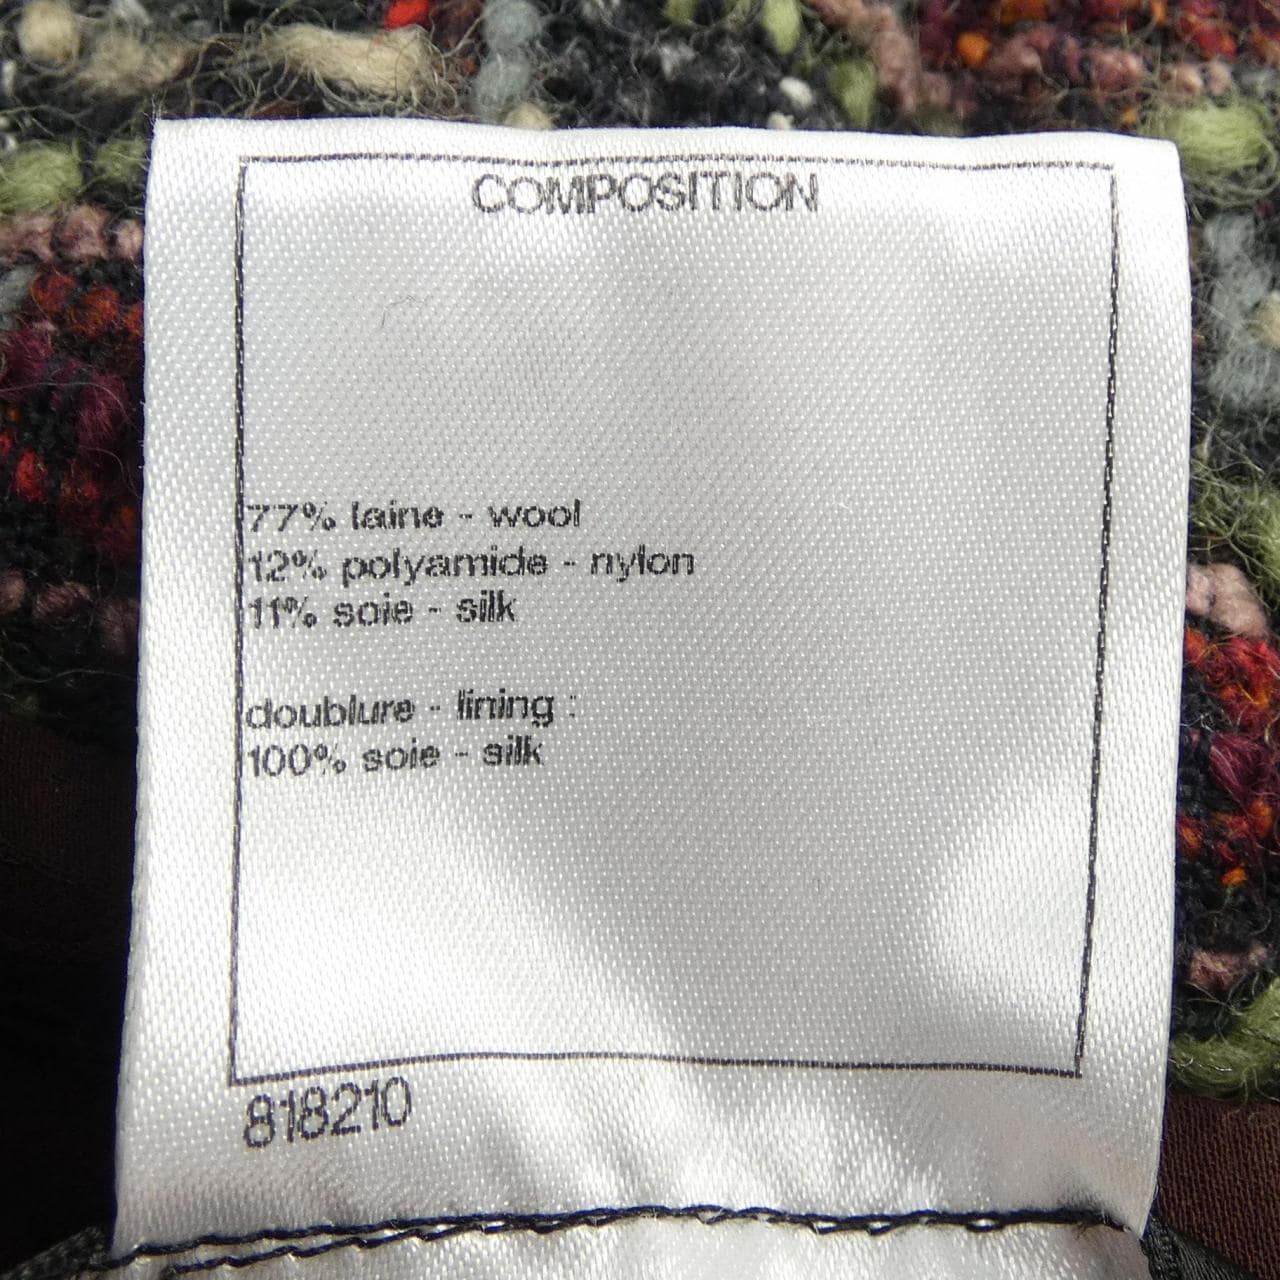 COMPOSITION
77% laine - wool
12% polyamide - nylon
11% soie - silk
doublure - lining :
100% soie - silk
818210